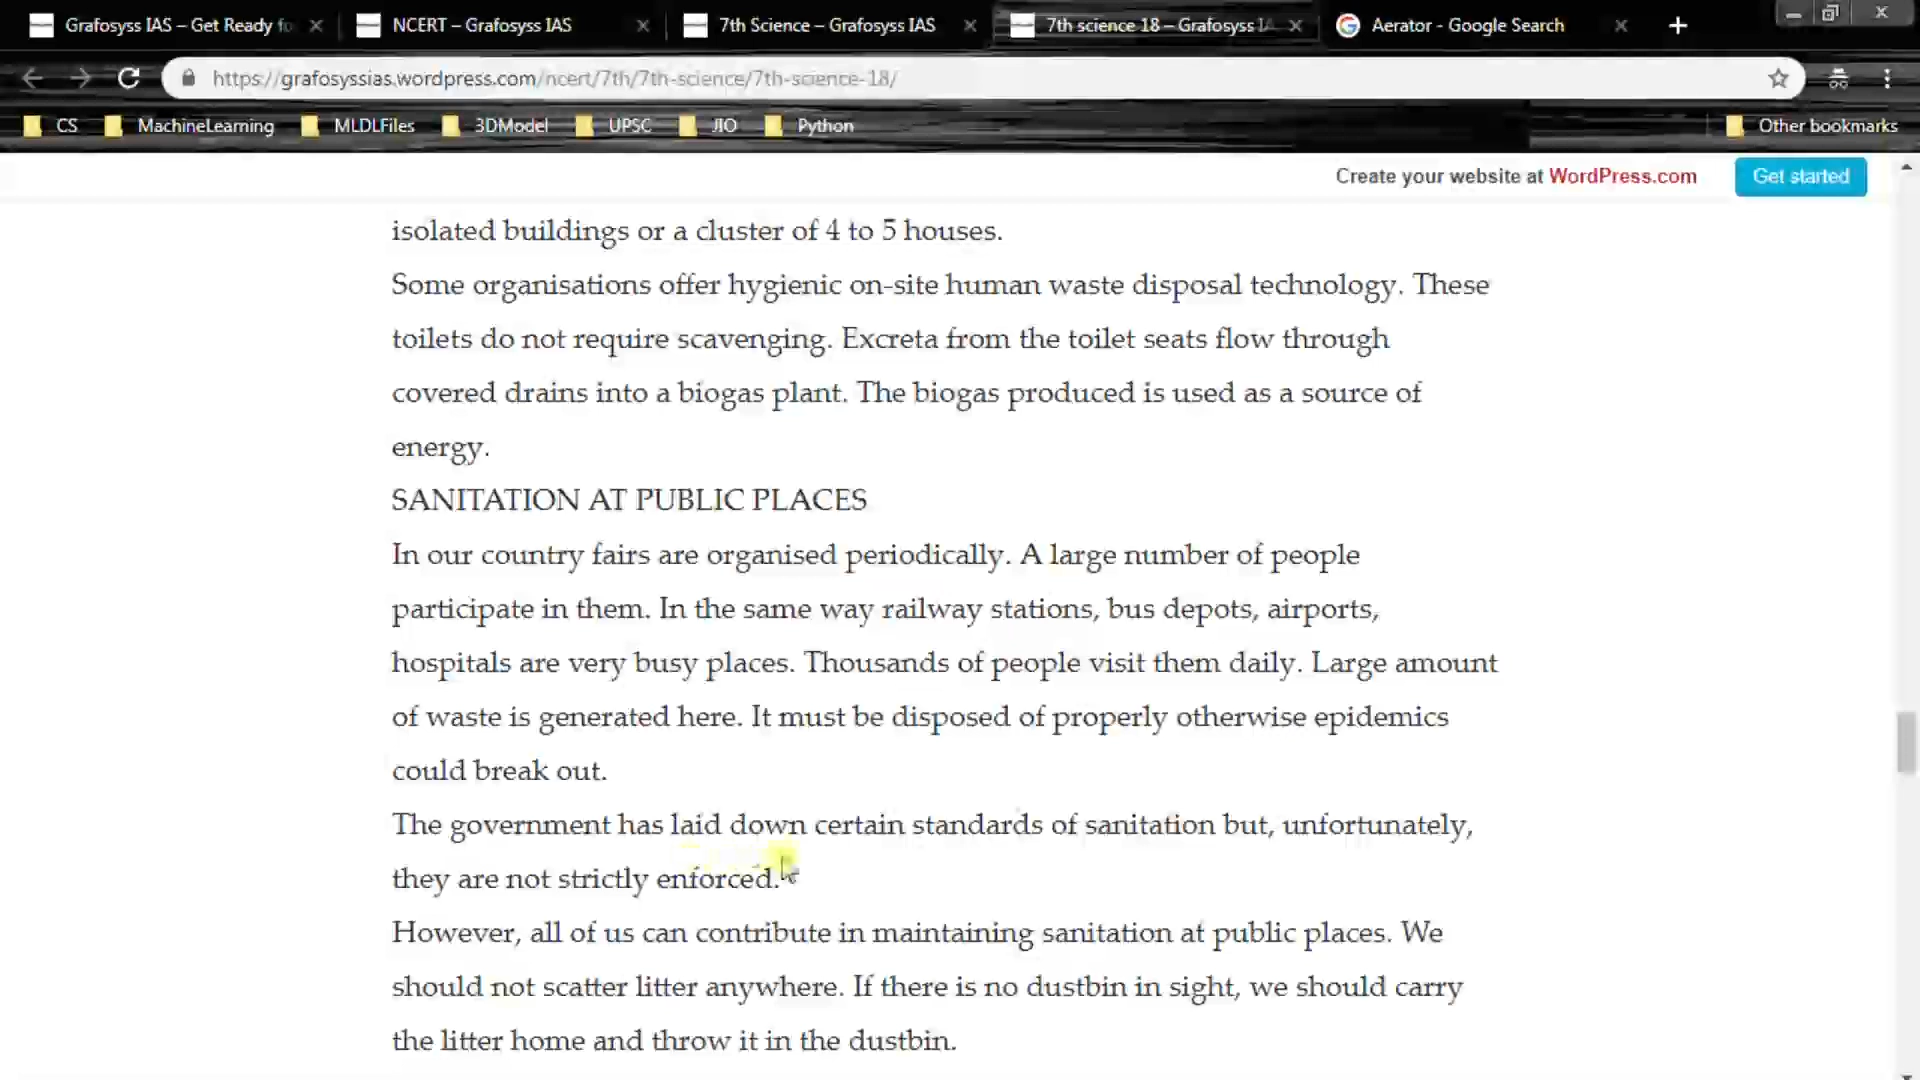 Grafosyss IAS – Get Ready fo
NCERT – Grafosyss IAS
7th Science – Grafosyss IAS
7th science 18 – Grafosyss IA
Aerator - Google Search
https://grafosyssias.wordpress.com/ncert/7th/7th-science/7th-science-18/
CS MachineLearning MLDLFiles 3DModel UPSC JIO Python Other bookmarks
Create your website at WordPress.com Get started
isolated buildings or a cluster of 4 to 5 houses.
Some organisations offer hygienic on-site human waste disposal technology. These
toilets do not require scavenging. Excreta from the toilet seats flow through
covered drains into a biogas plant. The biogas produced is used as a source of
energy.
SANITATION AT PUBLIC PLACES
In our country fairs are organised periodically. A large number of people
participate in them. In the same way railway stations, bus depots, airports,
hospitals are very busy places. Thousands of people visit them daily. Large amount
of waste is generated here. It must be disposed of properly otherwise epidemics
could break out.
The government has laid down certain standards of sanitation but, unfortunately,
they are not strictly enforced.
However, all of us can contribute in maintaining sanitation at public places. We
should not scatter litter anywhere. If there is no dustbin in sight, we should carry
the litter home and throw it in the dustbin.